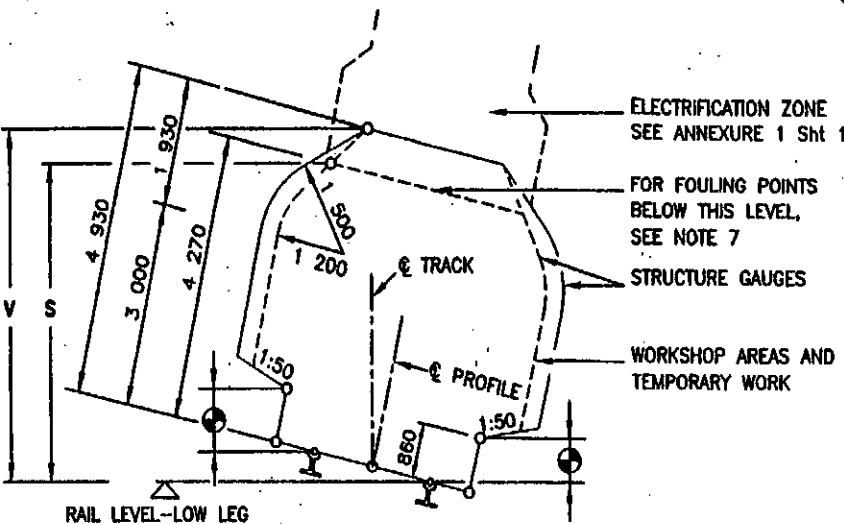 ELECTRIFICATION ZONE
SEE ANNEXURE 1 Sht 1
FOR FOULING POINTS
BELOW THIS LEVEL,
SEE NOTE 7
STRUCTURE GAUGES
WORKSHOP AREAS AND
TEMPORARY WORK
1 930
4 930
3 000
4 270
1 500
1 200
V
S
℄ TRACK
℄ PROFILE
1:50
1:50
860
RAIL LEVEL-LOW LEG